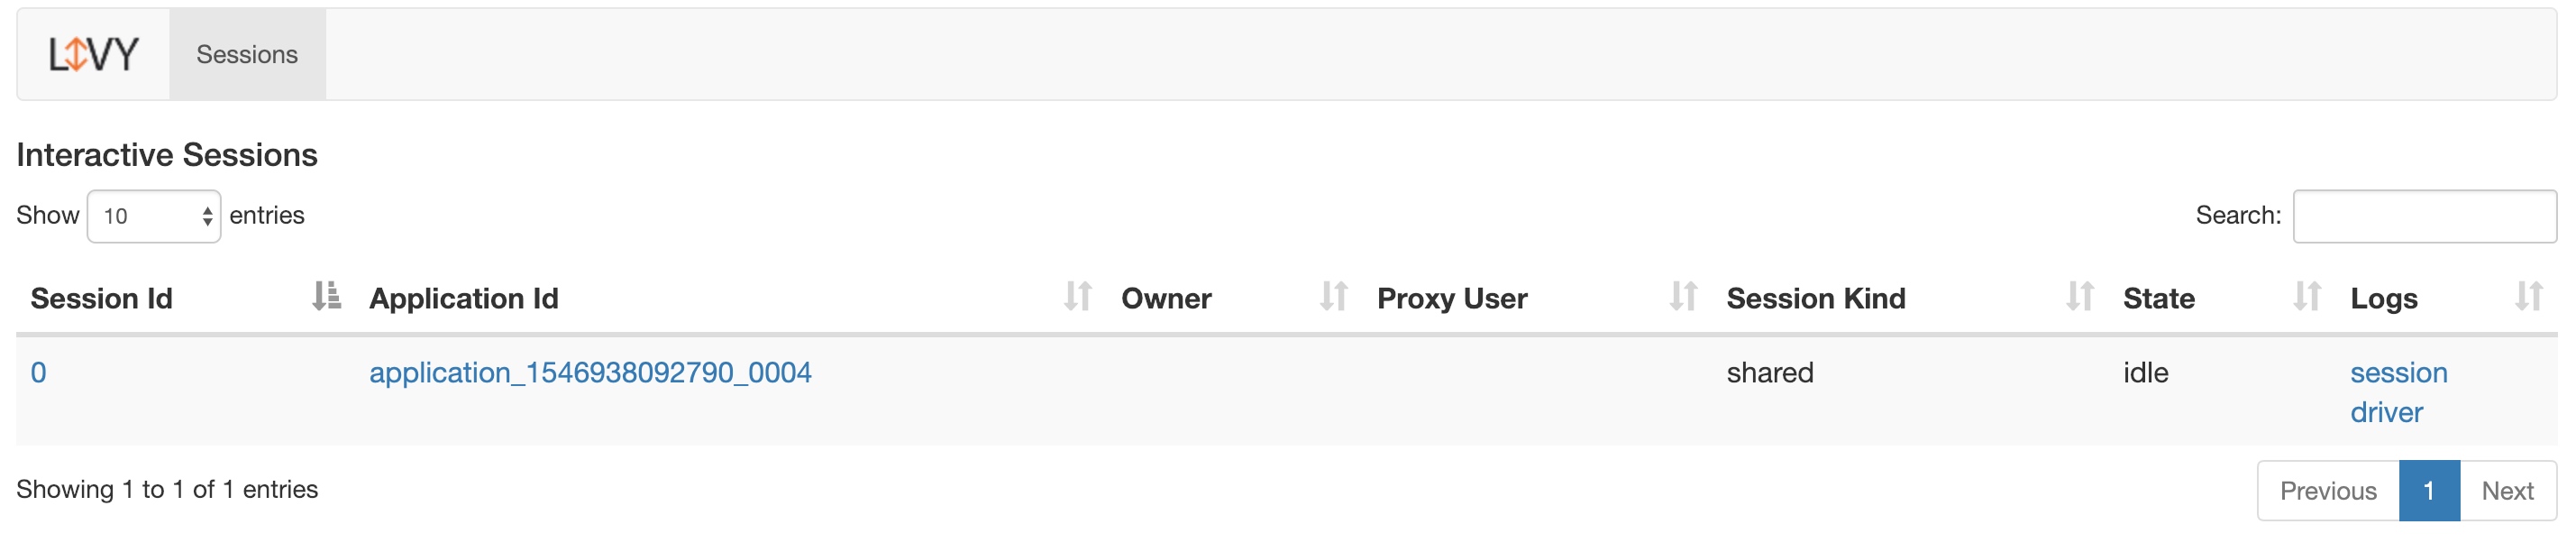 LIVY Sessions
Interactive Sessions
Show 10 entries Search:
Session Id Application Id Owner Proxy User Session Kind State Logs
0 application_1546938092790_0004 shared idle session
driver
Showing 1 to 1 of 1 entries Previous 1 Next